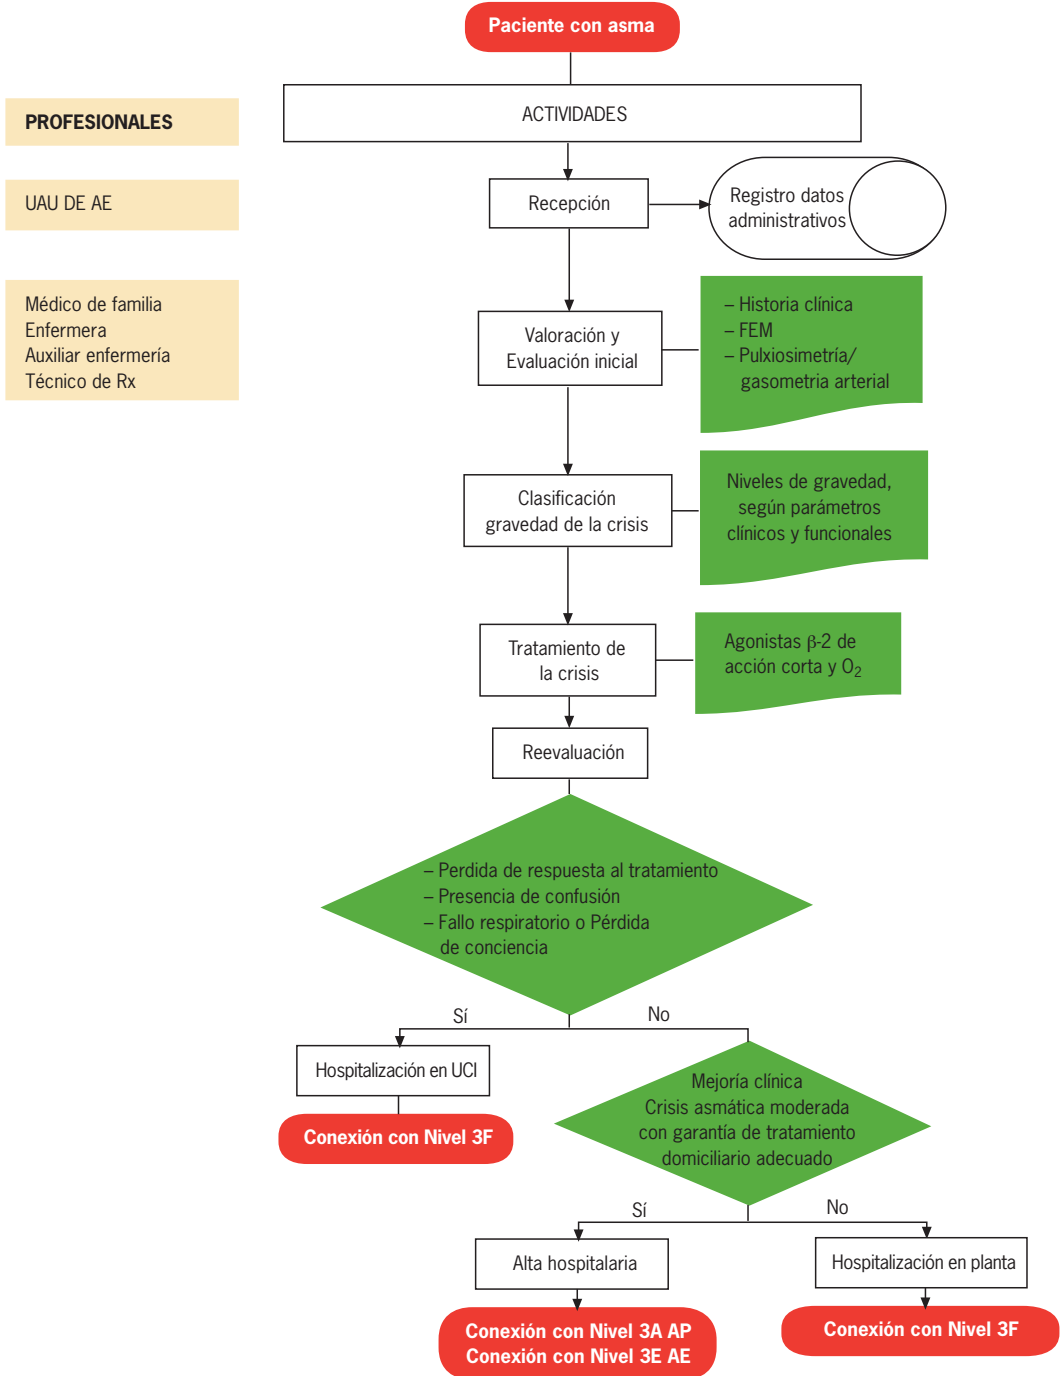 Paciente con asma
ACTIVIDADES
PROFESIONALES
UAU DE AE
Recepción
Registro datos
administrativos
Médico de familia
Enfermera
Auxiliar enfermería
Técnico de Rx
Valoración y
Evaluación inicial
– Historia clínica
– FEM
– Pulxiosimetría/
gasometria arterial
Clasificación
gravedad de la crisis
Niveles de gravedad,
según parámetros
clínicos y funcionales
Tratamiento de
la crisis
Agonistas β-2 de
acción corta y O₂
Reevaluación
– Perdida de respuesta al tratamiento
– Presencia de confusión
– Fallo respiratorio o Pérdida
de conciencia
Sí
No
Hospitalización en UCI
Conexión con Nivel 3F
Mejoría clínica
Crisis asmática moderada
con garantía de tratamiento
domiciliario adecuado
Sí
No
Alta hospitalaria
Hospitalización en planta
Conexión con Nivel 3A AP
Conexión con Nivel 3E AE
Conexión con Nivel 3F